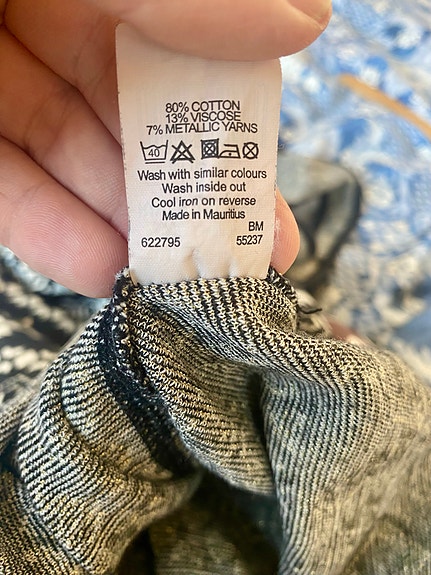 80% COTTON
13% VISCOSE
7% METALLIC YARNS
40
Wash with similar colours
Wash inside out
Cool iron on reverse
Made in Mauritius
BM
622795 55237